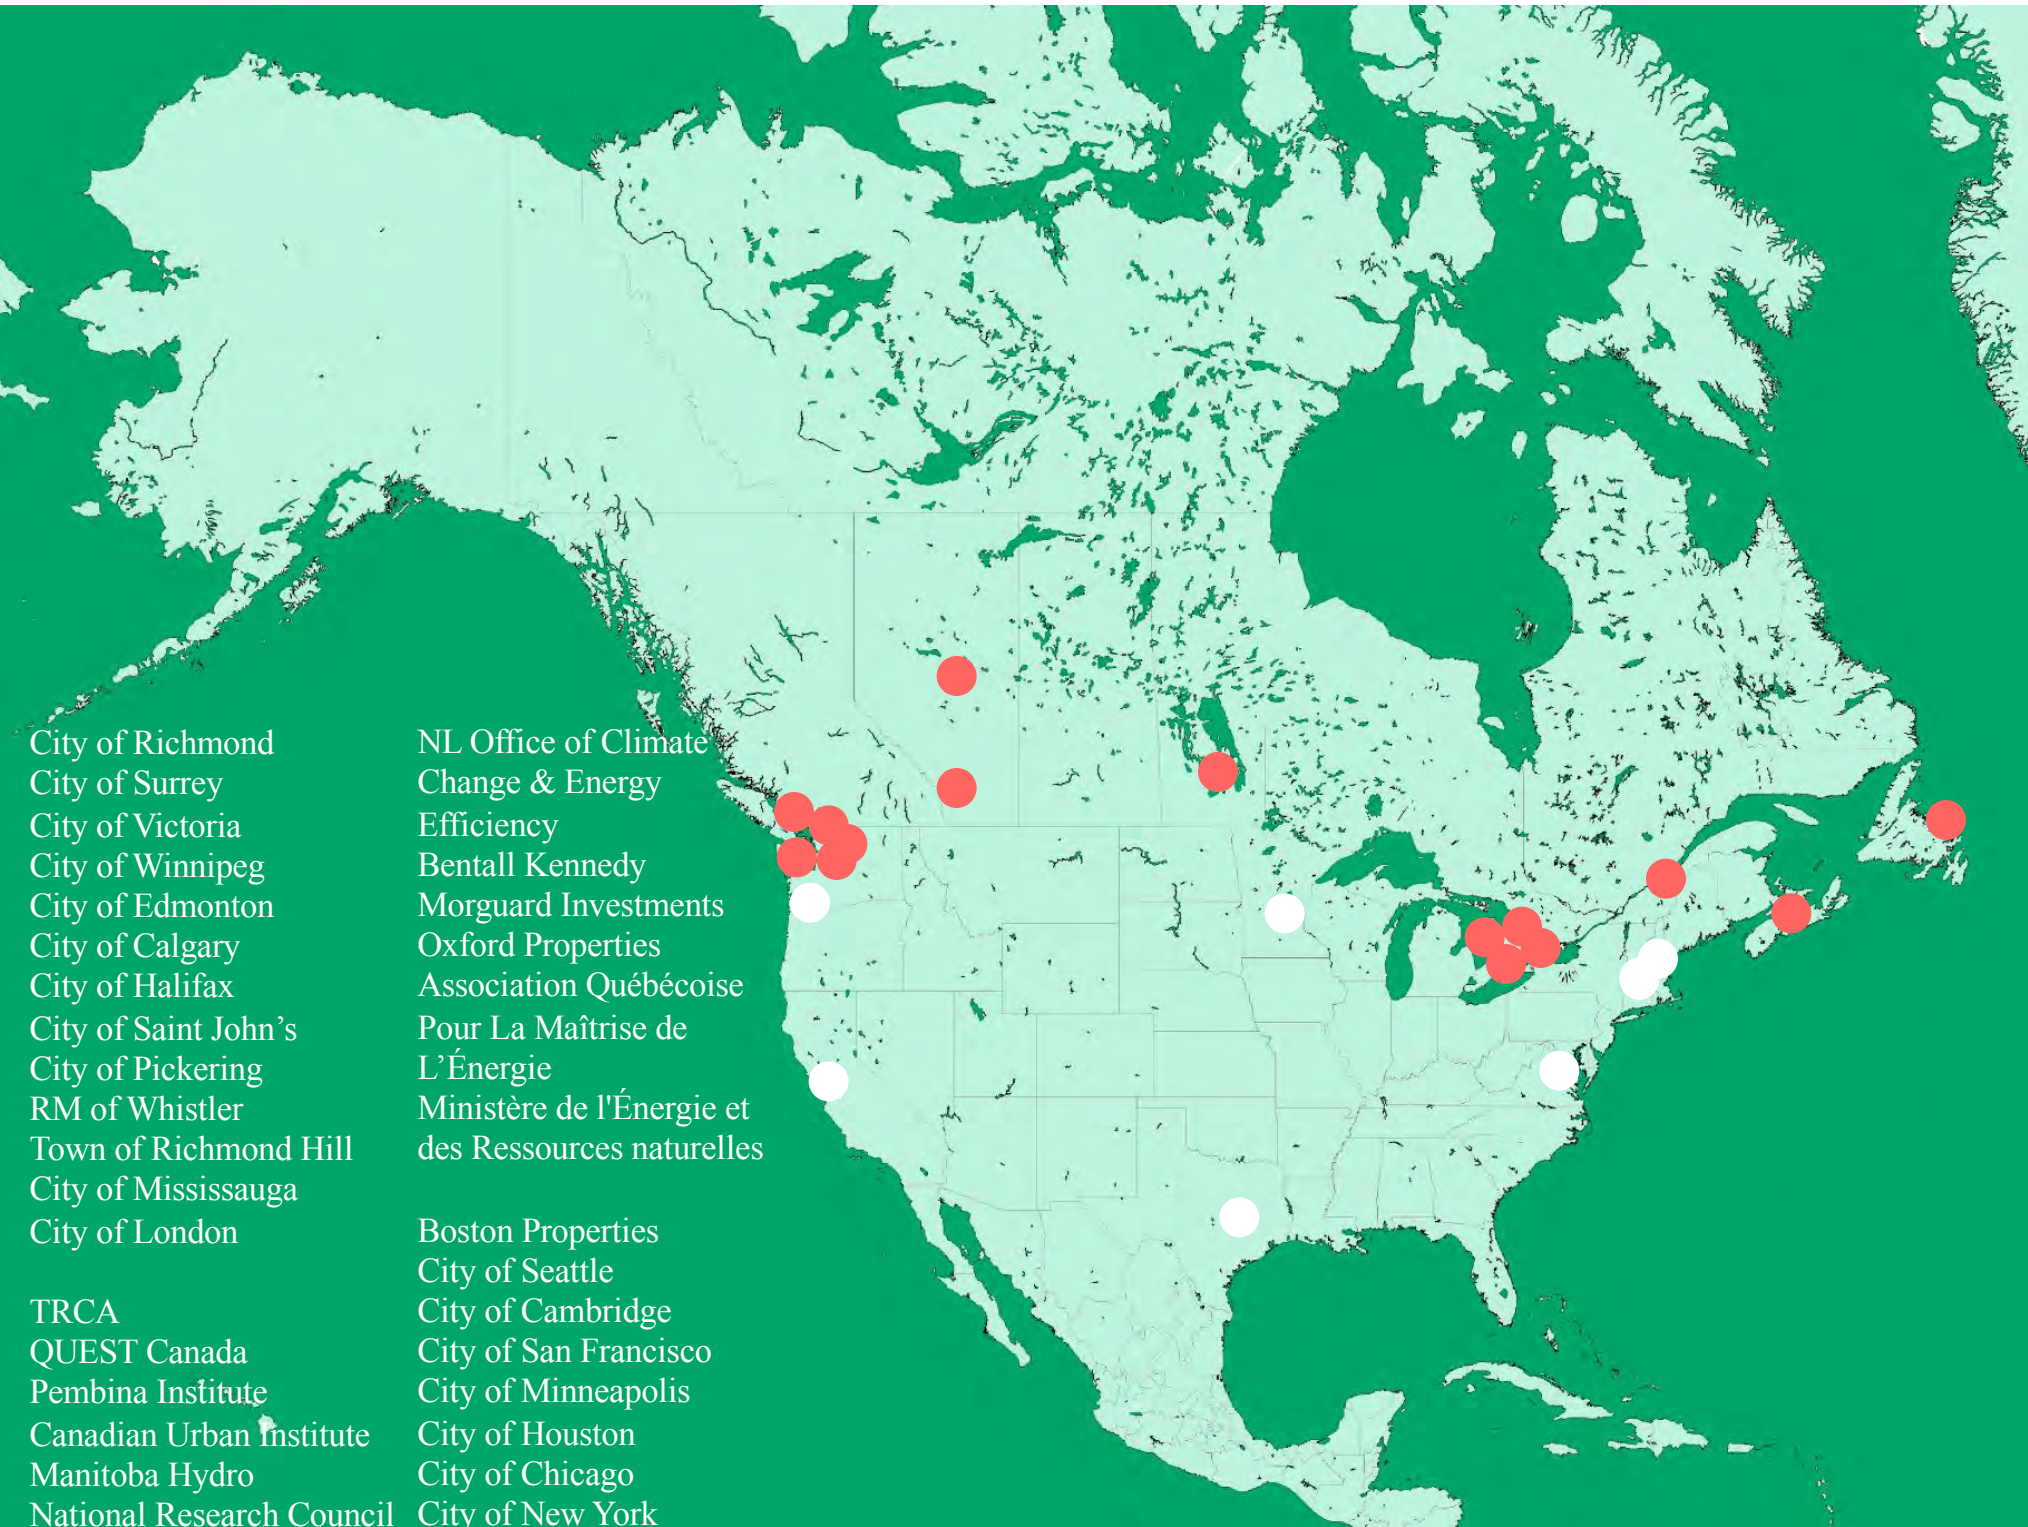 City of Richmond
City of Surrey
City of Victoria
City of Winnipeg
City of Edmonton
City of Calgary
City of Halifax
City of Saint John’s
City of Pickering
RM of Whistler
Town of Richmond Hill
City of Mississauga
City of London
TRCA
QUEST Canada
Pembina Institute
Canadian Urban Institute
Manitoba Hydro
National Research Council
NL Office of Climate
Change & Energy
Efficiency
Bentall Kennedy
Morguard Investments
Oxford Properties
Association Québécoise
Pour La Maîtrise de
L’Énergie
Ministère de l'Énergie et
des Ressources naturelles
Boston Properties
City of Seattle
City of Cambridge
City of San Francisco
City of Minneapolis
City of Houston
City of Chicago
City of New York